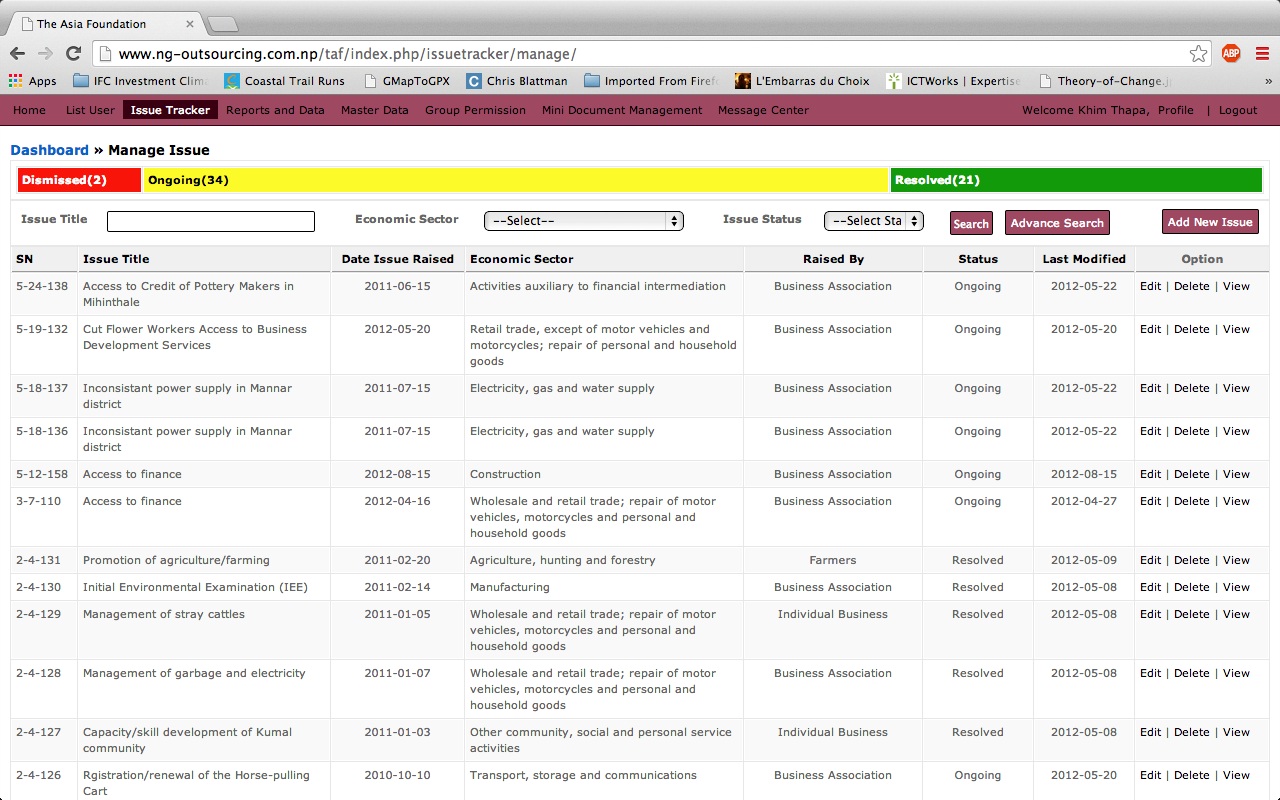 The Asia Foundation
www.ng-outsourcing.com.np/taf/index.php/issuetracker/manage/
ABP
Apps IFC Investment Clim Coastal Trail Runs GMapToGPX Chris Blattman Imported From Firef L'Embarras du Choix ICTWorks | Expertise Theory-of-Change.j »
Home List User Issue Tracker Reports and Data Master Data Group Permission Mini Document Management Message Center Welcome Khim Thapa, Profile | Logout
Dashboard » Manage Issue
Dismissed(2) Ongoing(34) Resolved(21)
Issue Title Economic Sector --Select-- Issue Status --Select Sta Search Advance Search Add New Issue
SN Issue Title Date Issue Raised Economic Sector Raised By Status Last Modified Option
5-24-138 Access to Credit of Pottery Makers in 2011-06-15 Activities auxiliary to financial intermediation Business Association Ongoing 2012-05-22 Edit | Delete | View
Mihinthale
5-19-132 Cut Flower Workers Access to Business 2012-05-20 Retail trade, except of motor vehicles and Business Association Ongoing 2012-05-20 Edit | Delete | View
Development Services motorcycles; repair of personal and household
goods
5-18-137 Inconsistant power supply in Mannar 2011-07-15 Electricity, gas and water supply Business Association Ongoing 2012-05-22 Edit | Delete | View
district
5-18-136 Inconsistant power supply in Mannar 2011-07-15 Electricity, gas and water supply Business Association Ongoing 2012-05-22 Edit | Delete | View
district
5-12-158 Access to finance 2012-08-15 Construction Business Association Ongoing 2012-08-15 Edit | Delete | View
3-7-110 Access to finance 2012-04-16 Wholesale and retail trade; repair of motor Business Association Ongoing 2012-04-27 Edit | Delete | View
vehicles, motorcycles and personal and
household goods
2-4-131 Promotion of agriculture/farming 2011-02-20 Agriculture, hunting and forestry Farmers Resolved 2012-05-09 Edit | Delete | View
2-4-130 Initial Environmental Examination (IEE) 2011-02-14 Manufacturing Business Association Resolved 2012-05-08 Edit | Delete | View
2-4-129 Management of stray cattles 2011-01-05 Wholesale and retail trade; repair of motor Individual Business Resolved 2012-05-08 Edit | Delete | View
vehicles, motorcycles and personal and
household goods
2-4-128 Management of garbage and electricity 2011-01-07 Wholesale and retail trade; repair of motor Business Association Resolved 2012-05-08 Edit | Delete | View
vehicles, motorcycles and personal and
household goods
2-4-127 Capacity/skill development of Kumal 2011-01-03 Other community, social and personal service Individual Business Resolved 2012-05-08 Edit | Delete | View
community activities
2-4-126 Rgistration/renewal of the Horse-pulling 2010-10-10 Transport, storage and communications Business Association Ongoing 2012-05-20 Edit | Delete | View
Cart